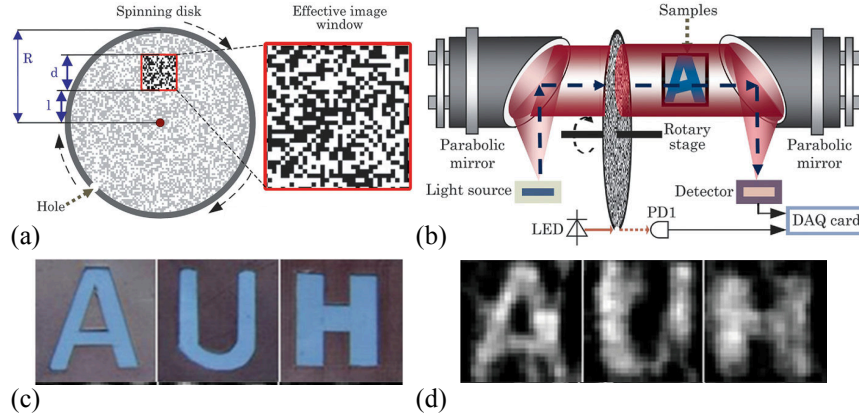 Spinning disk
Effective image
window
R
d
l
Hole
(a)
Samples
A
Parabolic
mirror
Rotary
stage
Parabolic
mirror
Light source
Detector
LED
PD1
DAQ card
(b)
A U H
(c)
A U H
(d)